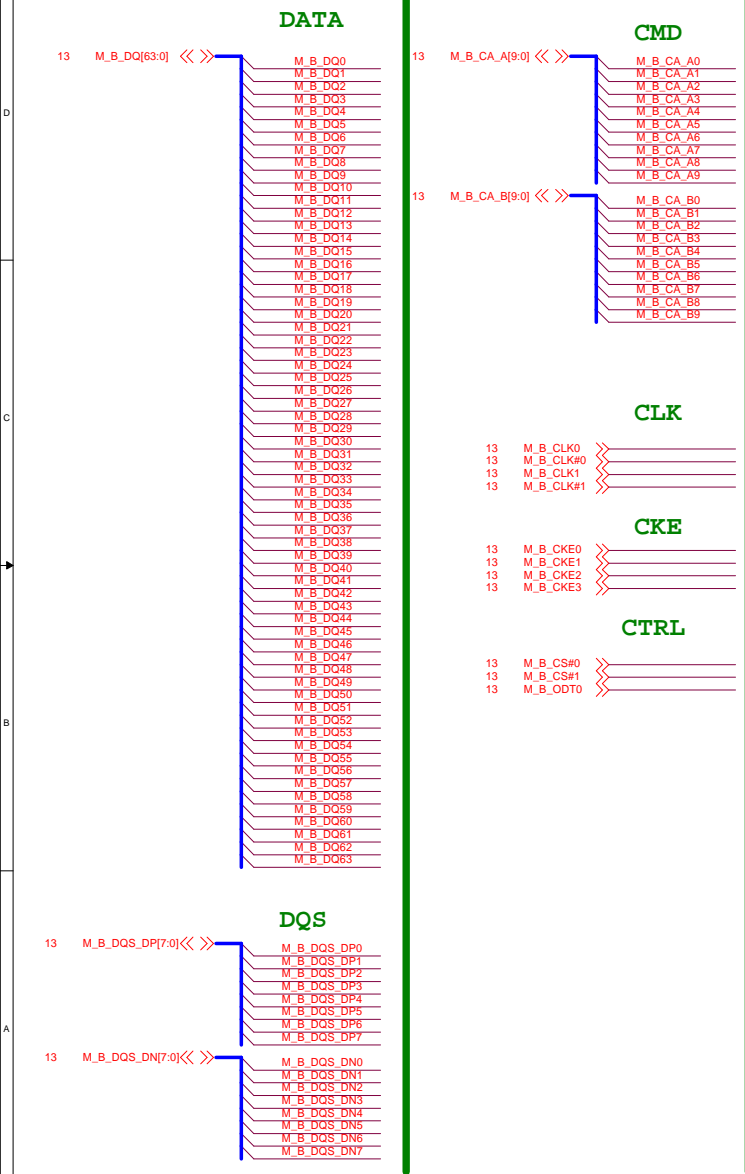 DATA
13 M_B_DQ[63:0]
M_B_DQ0
M_B_DQ1
M_B_DQ2
M_B_DQ3
M_B_DQ4
M_B_DQ5
M_B_DQ6
M_B_DQ7
M_B_DQ8
M_B_DQ9
M_B_DQ10
M_B_DQ11
M_B_DQ12
M_B_DQ13
M_B_DQ14
M_B_DQ15
M_B_DQ16
M_B_DQ17
M_B_DQ18
M_B_DQ19
M_B_DQ20
M_B_DQ21
M_B_DQ22
M_B_DQ23
M_B_DQ24
M_B_DQ25
M_B_DQ26
M_B_DQ27
M_B_DQ28
M_B_DQ29
M_B_DQ30
M_B_DQ31
M_B_DQ32
M_B_DQ33
M_B_DQ34
M_B_DQ35
M_B_DQ36
M_B_DQ37
M_B_DQ38
M_B_DQ39
M_B_DQ40
M_B_DQ41
M_B_DQ42
M_B_DQ43
M_B_DQ44
M_B_DQ45
M_B_DQ46
M_B_DQ47
M_B_DQ48
M_B_DQ49
M_B_DQ50
M_B_DQ51
M_B_DQ52
M_B_DQ53
M_B_DQ54
M_B_DQ55
M_B_DQ56
M_B_DQ57
M_B_DQ58
M_B_DQ59
M_B_DQ60
M_B_DQ61
M_B_DQ62
M_B_DQ63
DQS
13 M_B_DQS_DP[7:0]
M_B_DQS_DP0
M_B_DQS_DP1
M_B_DQS_DP2
M_B_DQS_DP3
M_B_DQS_DP4
M_B_DQS_DP5
M_B_DQS_DP6
M_B_DQS_DP7
13 M_B_DQS_DN[7:0]
M_B_DQS_DN0
M_B_DQS_DN1
M_B_DQS_DN2
M_B_DQS_DN3
M_B_DQS_DN4
M_B_DQS_DN5
M_B_DQS_DN6
M_B_DQS_DN7
CMD
13 M_B_CA_A[9:0]
M_B_CA_A0
M_B_CA_A1
M_B_CA_A2
M_B_CA_A3
M_B_CA_A4
M_B_CA_A5
M_B_CA_A6
M_B_CA_A7
M_B_CA_A8
M_B_CA_A9
13 M_B_CA_B[9:0]
M_B_CA_B0
M_B_CA_B1
M_B_CA_B2
M_B_CA_B3
M_B_CA_B4
M_B_CA_B5
M_B_CA_B6
M_B_CA_B7
M_B_CA_B8
M_B_CA_B9
CLK
13 M_B_CLK0
13 M_B_CLK#0
13 M_B_CLK1
13 M_B_CLK#1
CKE
13 M_B_CKE0
13 M_B_CKE1
13 M_B_CKE2
13 M_B_CKE3
CTRL
13 M_B_CS#0
13 M_B_CS#1
13 M_B_ODT0
D
C
B
A